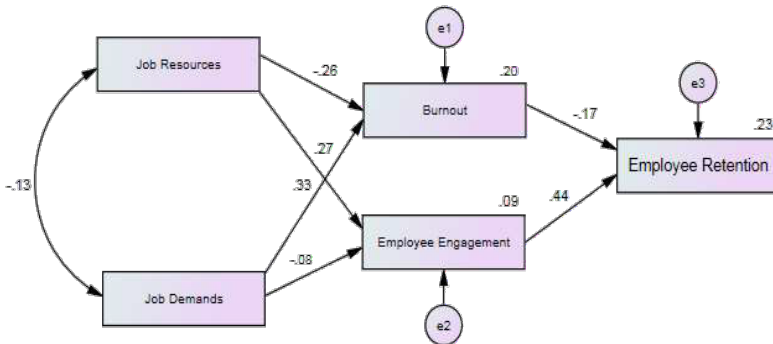 e1
Job Resources
-.26
.20
Burnout
-.17
e3
.23
Employee Retention
.27
-.13
.33
.09
.44
Employee Engagement
-.08
Job Demands
e2